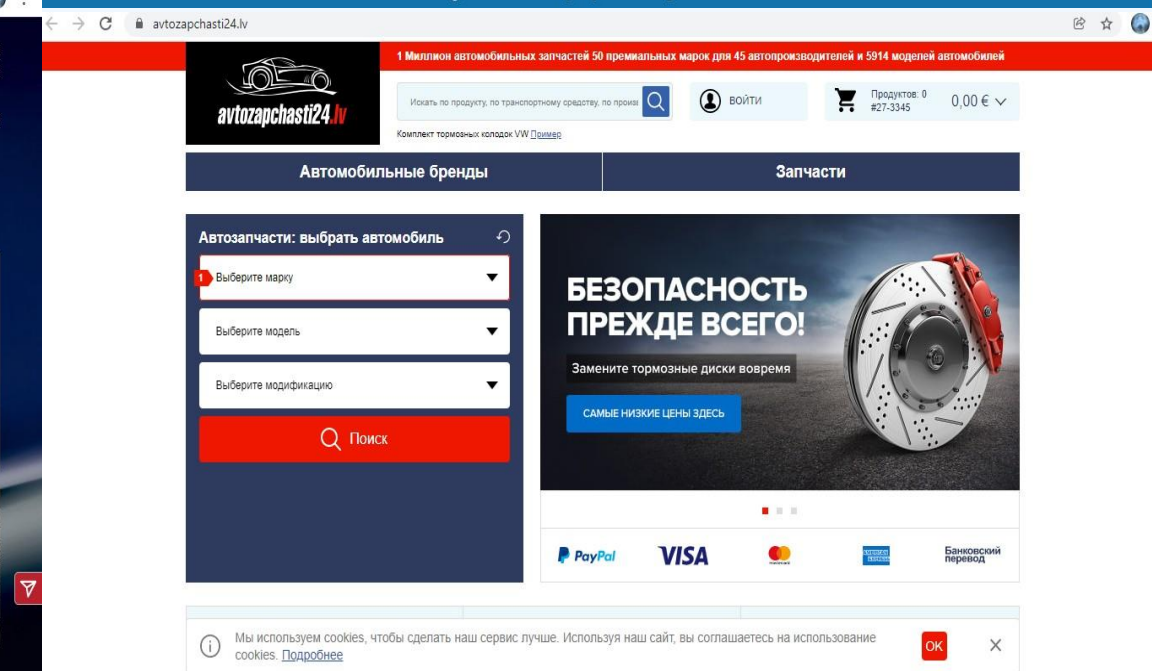 avtozapchasti24.lv
1 Миллион автомобильных запчастей 50 премиальных марок для 45 автопроизводителей и 5914 моделей автомобилей
avtozapchasti24.lv
Искать по продукту, по транспортному средству, по произв
ВОЙТИ
Продуктов: 0
#27-3345
0,00 €
Комплект тормозных колодок VW Пример
Автомобильные бренды
Запчасти
Автозапчасти: выбрать автомобиль
1 Выберите марку
Выберите модель
Выберите модификацию
Поиск
БЕЗОПАСНОСТЬ
ПРЕЖДЕ ВСЕГО!
Замените тормозные диски вовремя
САМЫЕ НИЗКИЕ ЦЕНЫ ЗДЕСЬ
PayPal
VISA
mastercard
AMERICAN
EXPRESS
Банковский
перевод
Мы используем cookies, чтобы сделать наш сервис лучше. Используя наш сайт, вы соглашаетесь на использование
cookies. Подробнее
OK